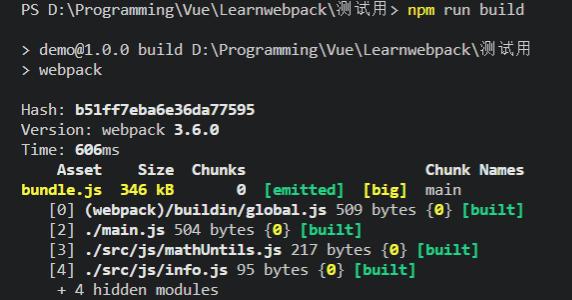 PS D:\Programming\Vue\Learnwebpack\测试用> npm run build
> demo@1.0.0 build D:\Programming\Vue\Learnwebpack\测试用
> webpack
Hash: b51ff7eba6e36da77595
Version: webpack 3.6.0
Time: 606ms
Asset Size Chunks Chunk Names
bundle.js 346 kB 0 [emitted] [big] main
[0] (webpack)/buildin/global.js 509 bytes {0} [built]
[2] ./main.js 504 bytes {0} [built]
[3] ./src/js/mathUntils.js 217 bytes {0} [built]
[4] ./src/js/info.js 95 bytes {0} [built]
+ 4 hidden modules